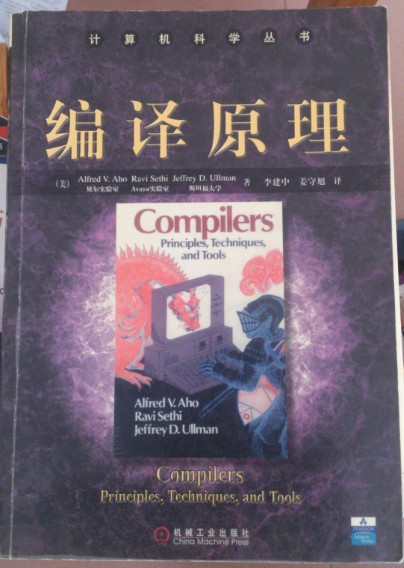 计算机科学丛书
编译原理
(美) Alfred V. Aho Ravi Sethi Jeffrey D. Ullman 著 李建中 姜守旭 译
贝尔实验室 Avaya实验室 斯坦福大学
Compilers
Principles, Techniques,
and Tools
Alfred V. Aho
Ravi Sethi
Jeffrey D. Ullman
Compilers
Principles, Techniques, and Tools
机械工业出版社
China Machine Press